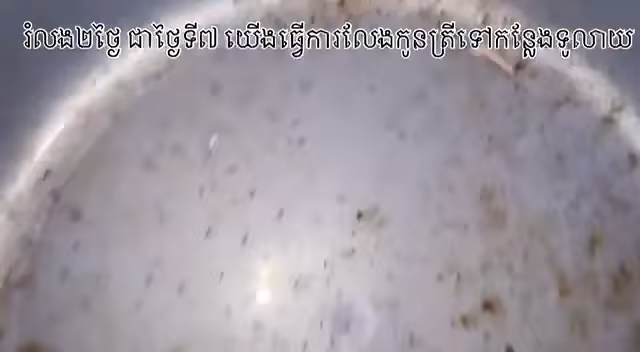 រំលង២ថ្ងៃ ជាថ្ងៃទី៧ យើងធ្វើការលែងកូនត្រីទៅកន្លែងទូលាយ